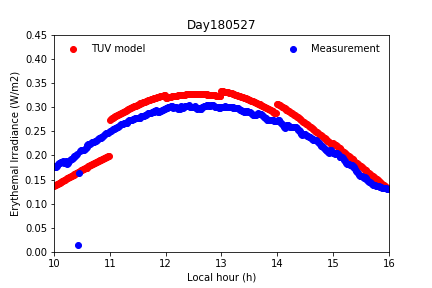 Day180527
TUV model
Measurement
Erythemal Irradiance (W/m2)
0.45
0.40
0.35
0.30
0.25
0.20
0.15
0.10
0.05
0.00
10 11 12 13 14 15 16
Local hour (h)